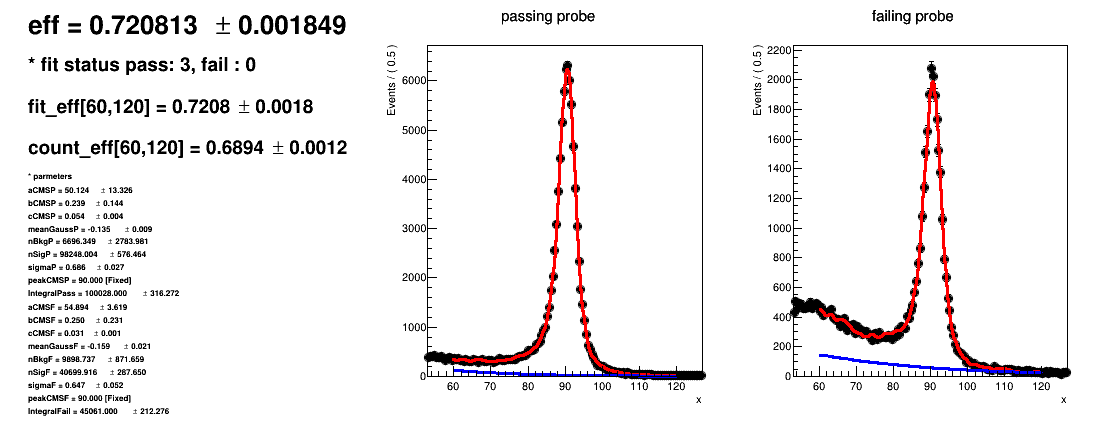 eff = 0.720813 ± 0.001849
* fit status pass: 3, fail : 0
fit_eff[60,120] = 0.7208 ± 0.0018
count_eff[60,120] = 0.6894 ± 0.0012
* parmeters
aCMSP = 50.124 ± 13.326
bCMSP = 0.239 ± 0.144
cCMSP = 0.054 ± 0.004
meanGaussP = -0.135 ± 0.009
nBkgP = 6696.349 ± 2783.981
nSigP = 98248.004 ± 576.464
sigmaP = 0.686 ± 0.027
peakCMSP = 90.000 [Fixed]
IntegralPass = 100028.000 ± 316.272
aCMSF = 54.894 ± 3.619
bCMSF = 0.250 ± 0.231
cCMSF = 0.031 ± 0.001
meanGaussF = -0.159 ± 0.021
nBkgF = 9898.737 ± 871.659
nSigF = 40699.916 ± 287.650
sigmaF = 0.647 ± 0.052
peakCMSF = 90.000 [Fixed]
IntegralFail = 45061.000 ± 212.276
passing probe
Events / ( 0.5 )
6000
5000
4000
3000
2000
1000
0
60 70 80 90 100 110 120
x
failing probe
Events / ( 0.5 )
2200
2000
1800
1600
1400
1200
1000
800
600
400
200
0
60 70 80 90 100 110 120
x